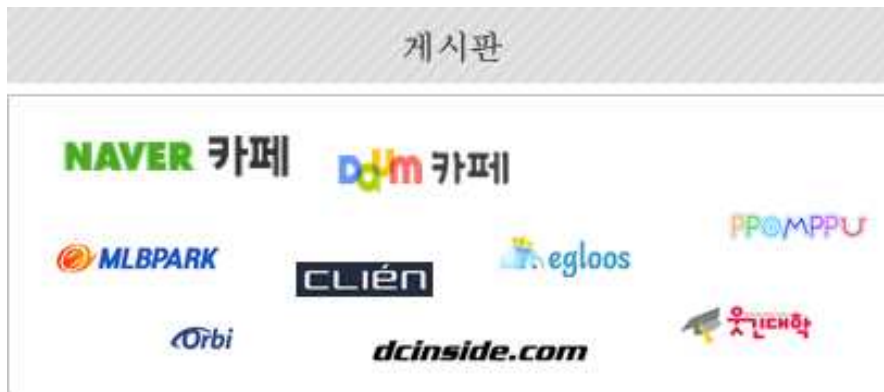 게시판
NAVER 카페
Daum 카페
PPOMPPU
MLBPARK
CLIéN
egloos
Orbi
dcinside.com
웃긴대학